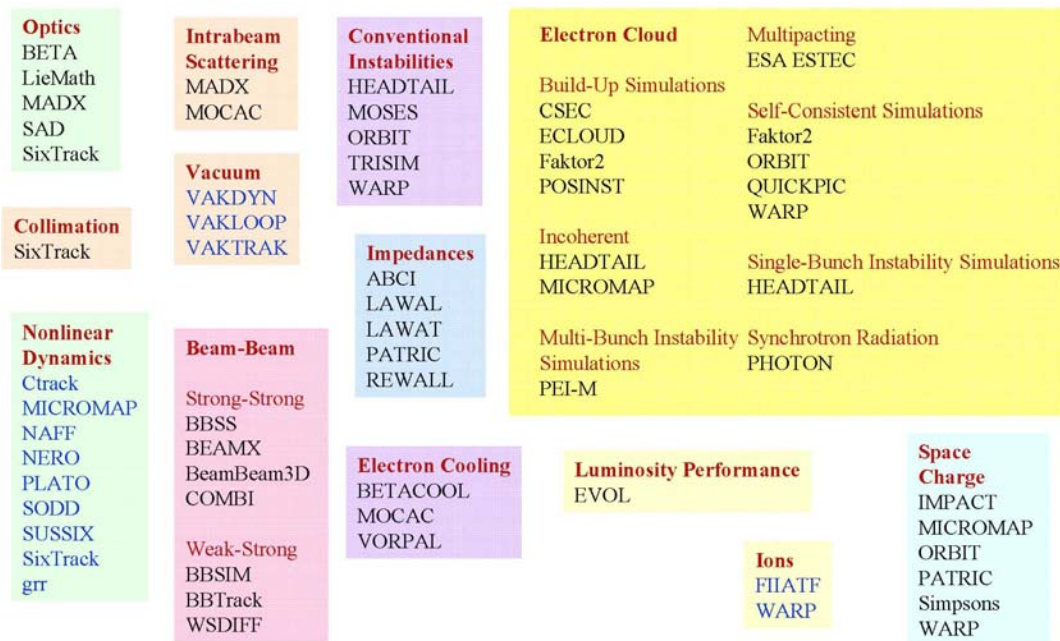 Optics
BETA
LieMath
MADX
SAD
SixTrack
Collimation
SixTrack
Nonlinear
Dynamics
Ctrack
MICROMAP
NAFF
NERO
PLATO
SODD
SUSSIX
SixTrack
grr
Intrabeam
Scattering
MADX
MOCAC
Vacuum
VAKDYN
VAKLOOP
VAKTRAK
Beam-Beam
Strong-Strong
BBSS
BEAMX
BeamBeam3D
COMBI
Weak-Strong
BBSIM
BBTrack
WSDIFF
Conventional
Instabilities
HEADTAIL
MOSES
ORBIT
TRISIM
WARP
Impedances
ABCI
LAWAL
LAWAT
PATRIC
REWALL
Electron Cooling
BETACOOL
MOCAC
VORPAL
Electron Cloud
Build-Up Simulations
CSEC
ECLOUD
Faktor2
POSINST
Incoherent
HEADTAIL
MICROMAP
Multi-Bunch Instability
Simulations
PEI-M
Multipacting
ESA ESTEC
Self-Consistent Simulations
Faktor2
ORBIT
QUICKPIC
WARP
Single-Bunch Instability Simulations
HEADTAIL
Synchrotron Radiation
PHOTON
Luminosity Performance
EVOL
Ions
FIIATF
WARP
Space
Charge
IMPACT
MICROMAP
ORBIT
PATRIC
Simpsons
WARP